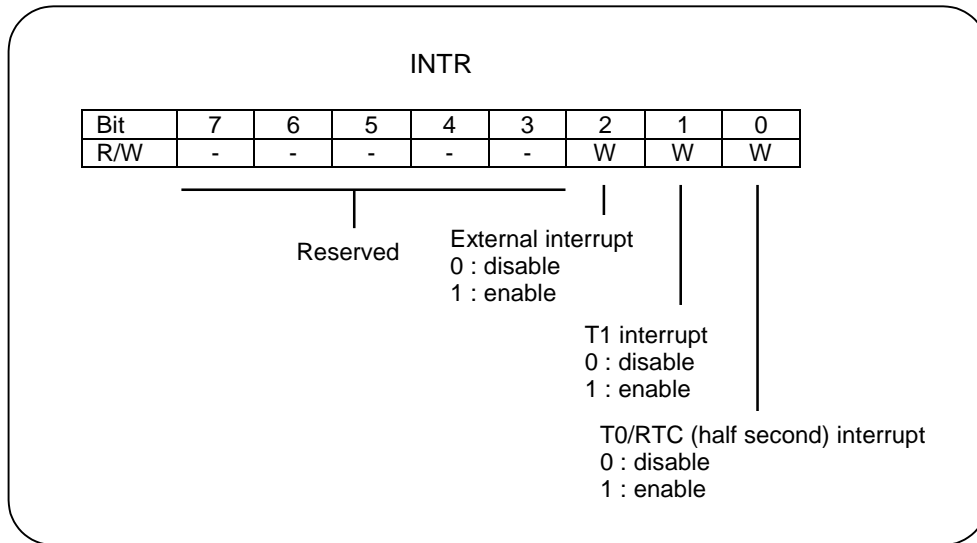 INTR
Bit 7 6 5 4 3 2 1 0
R/W - - - - - W W W
Reserved
External interrupt
0 : disable
1 : enable
T1 interrupt
0 : disable
1 : enable
T0/RTC (half second) interrupt
0 : disable
1 : enable